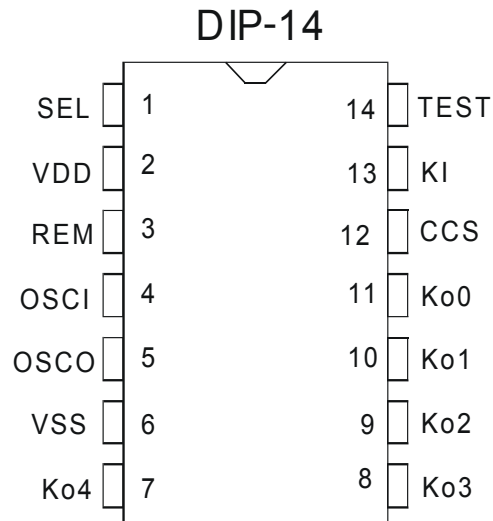 DIP-14
SEL 1 14 TEST
VDD 2 13 KI
REM 3 12 CCS
OSCI 4 11 Ko0
OSCO 5 10 Ko1
VSS 6 9 Ko2
Ko4 7 8 Ko3